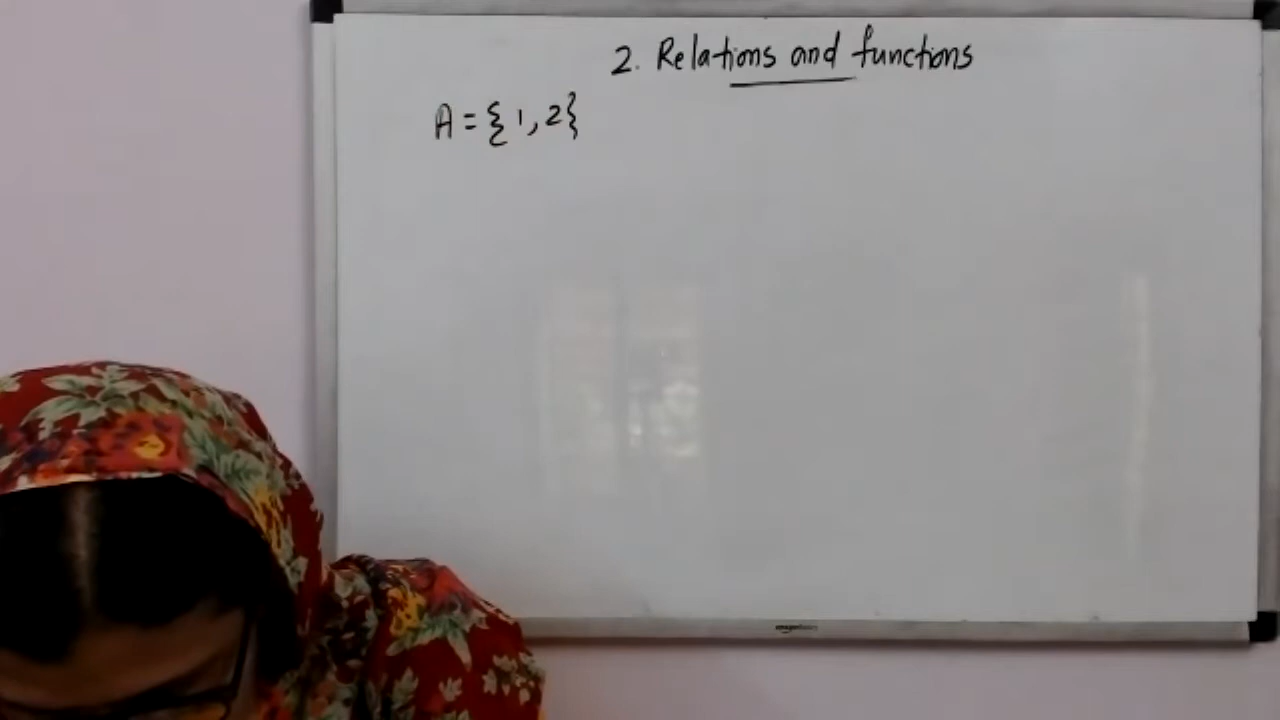 2. Relations and functions
A = { 1, 2}